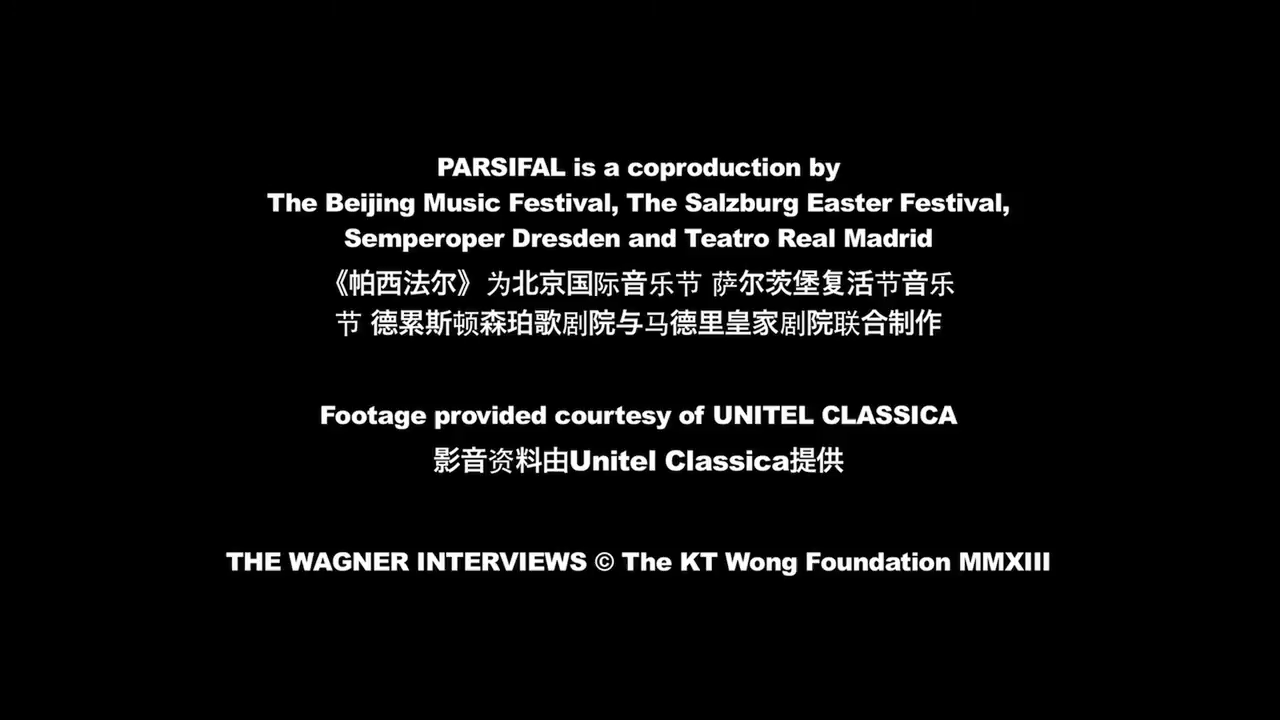 PARSIFAL is a coproduction by
The Beijing Music Festival, The Salzburg Easter Festival,
Semperoper Dresden and Teatro Real Madrid
《帕西法尔》为北京国际音乐节 萨尔茨堡复活节音乐
节 德累斯顿森珀歌剧院与马德里皇家剧院联合制作
Footage provided courtesy of UNITEL CLASSICA
影音资料由Unitel Classica提供
THE WAGNER INTERVIEWS © The KT Wong Foundation MMXIII